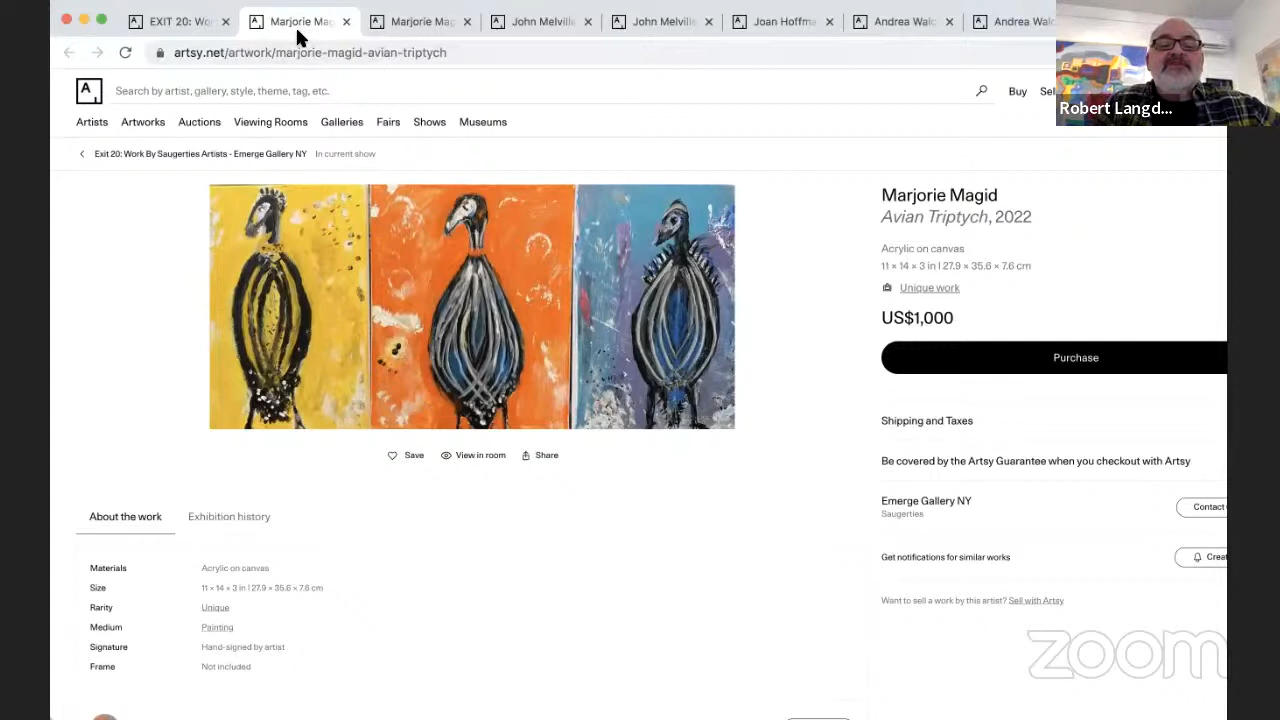 EXIT 20: Wor
Marjorie Mag
Marjorie Mag
John Melville
John Melville
Joan Hoffm
Andrea Walc
Andrea Walc
artsy.net/artwork/marjorie-magid-avian-triptych
A
Search by artist, gallery, style, theme, tag, etc.
Buy
Sel
Robert Langd...
Artists
Artworks
Auctions
Viewing Rooms
Galleries
Shows
Museums
Exit 20: Work By Saugerties Artists - Emerge Gallery NY
In current show
Marjorie Magid
Avian Triptych, 2022
Acrylic on canvas
11 × 14 × 3 in | 27.9 × 35.6 × 7.6 cm
Unique work
US$1,000
Purchase
Shipping and Taxes
Save
View in room
Share
Be covered by the Artsy Guarantee when you checkout with Artsy
Emerge Gallery NY
Saugerties
Contact
About the work
Exhibition history
Get notifications for similar works
Creat
Materials
Acrylic on canvas
Size
11 × 14 × 3 in | 27.9 × 35.6 × 7.6 cm
Rarity
Unique
Medium
Painting
Signature
Hand-signed by artist
Frame
Not included
Want to sell a work by this artist? Sell with Artsy
zoom